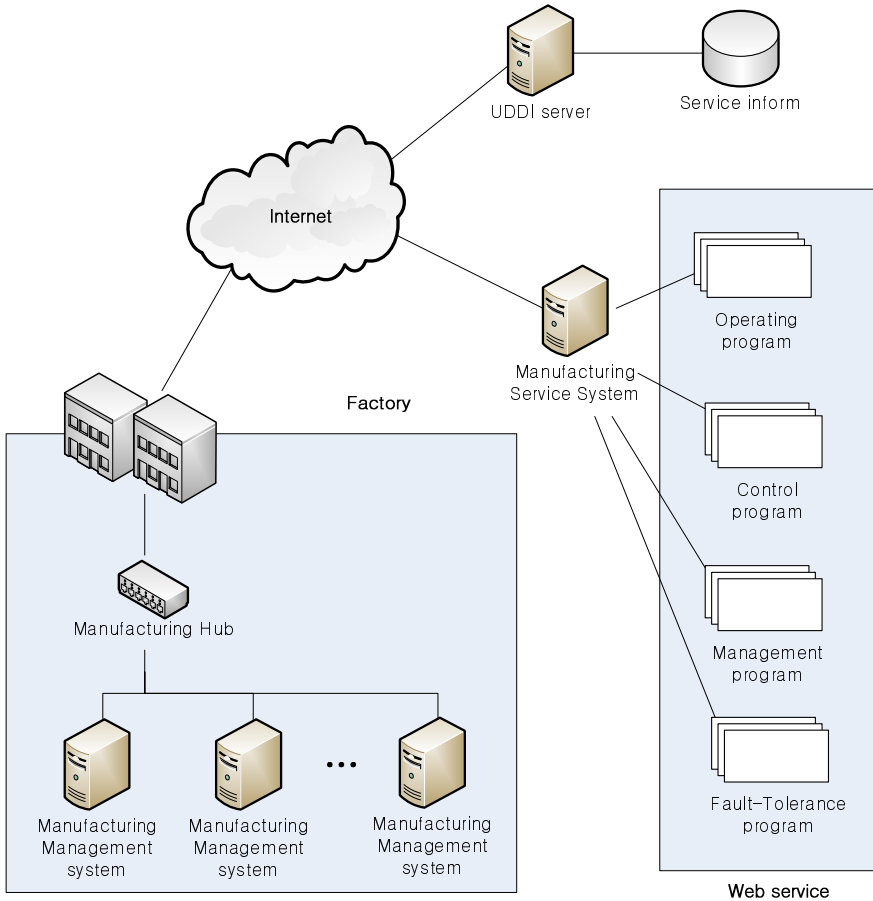 UDDI server
Service inform
Internet
Operating
program
Manufacturing
Service System
Factory
Control
program
Manufacturing Hub
Management
program
Fault-Tolerance
program
Manufacturing
Management
system
Manufacturing
Management
system
...
Manufacturing
Management
system
Web service